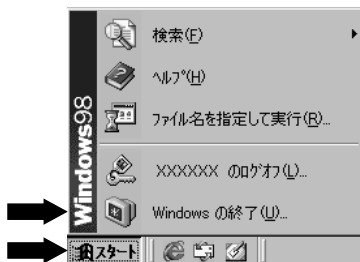 検索(F)
ヘルプ(H)
ファイル名を指定して実行(R)...
XXXXXX のログオフ(L)...
Windows の終了(U)...
Windows98
スタート